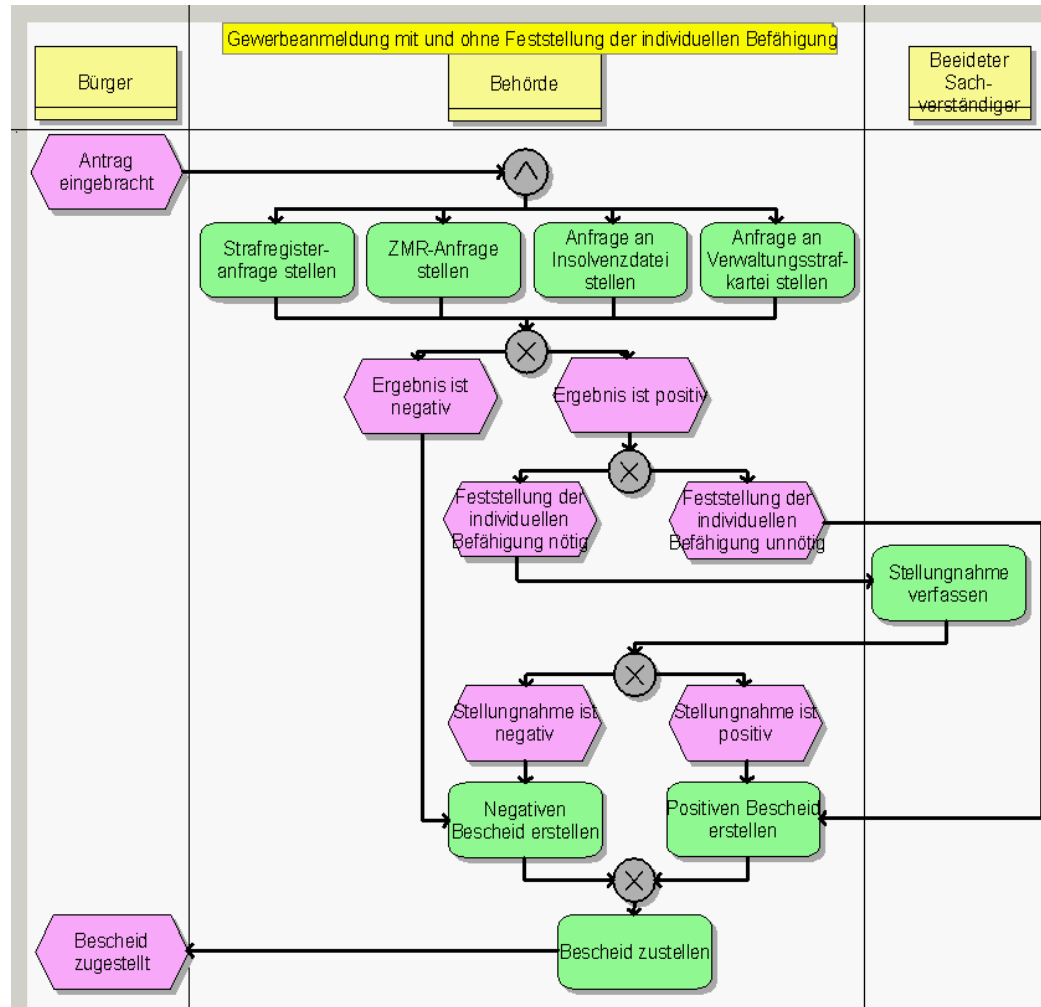 Gewerbeanmeldung mit und ohne Feststellung der individuellen Befähigung
Bürger
Behörde
Beeideter
Sach-
verständiger
Antrag
eingebracht
Strafregister-
anfrage stellen
ZMR-Anfrage
stellen
Anfrage an
Insolvenzdatei
stellen
Anfrage an
Verwaltungsstraf-
kartei stellen
Ergebnis ist
negativ
Ergebnis ist positiv
Feststellung der
individuellen
Befähigung nötig
Feststellung der
individuellen
Befähigung unnötig
Stellungnahme
verfassen
Stellungnahme ist
negativ
Stellungnahme ist
positiv
Negativen
Bescheid erstellen
Positiven Bescheid
erstellen
Bescheid
zugestellt
Bescheid zustellen